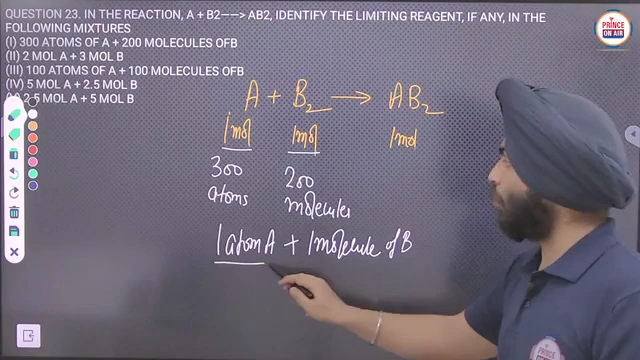 QUESTION 23. IN THE REACTION, A + B2––> AB2, IDENTIFY THE LIMITING REAGENT, IF ANY, IN THE
FOLLOWING MIXTURES
(I) 300 ATOMS OF A + 200 MOLECULES OFB
(II) 2 MOL A + 3 MOL B
(III) 100 ATOMS OF A + 100 MOLECULES OFB
(IV) 5 MOL A + 2.5 MOL B
2.5 MOL A + 5 MOL B
PRINCE
ON AIR
A + B₂ → AB₂
1mol 1mol 1mol
300 200
atoms molecules
1 atom A + 1 molecule of B